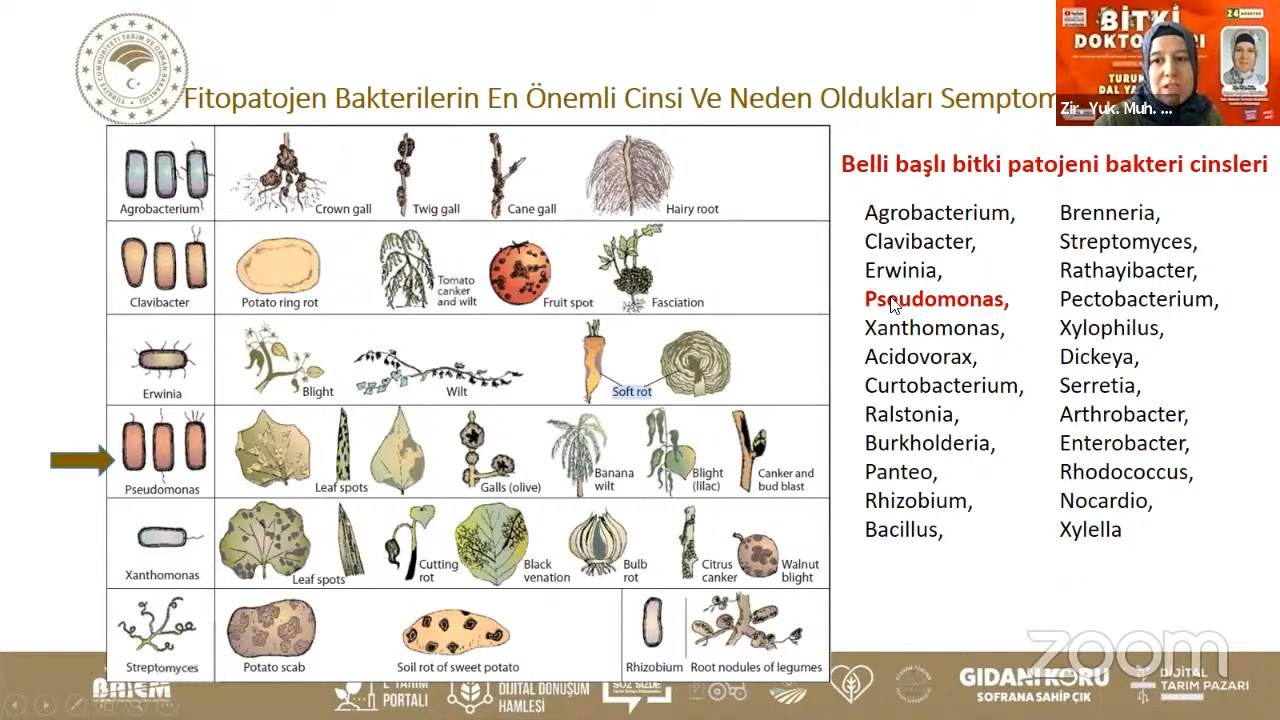 Fitopatojen Bakterilerin En Önemli Cinsi Ve Neden Oldukları Semptom
BİTKİ
DOKTORLARI
24
TURUN
DAL YA
Zir. Yuk. Muh. ...
Belli başlı bitki patojeni bakteri cinsleri
Agrobacterium,
Clavibacter,
Erwinia,
Pseudomonas,
Xanthomonas,
Acidovorax,
Curtobacterium,
Ralstonia,
Burkholderia,
Panteo,
Rhizobium,
Bacillus,
Brenneria,
Streptomyces,
Rathayibacter,
Pectobacterium,
Xylophilus,
Dickeya,
Serretia,
Arthrobacter,
Enterobacter,
Rhodococcus,
Nocardio,
Xylella
Agrobacterium
Crown gall
Twig gall
Cane gall
Hairy root
Clavibacter
Potato ring rot
Tomato
canker
and wilt
Fruit spot
Fasciation
Erwinia
Blight
Wilt
Soft rot
Pseudomonas
Leaf spots
Galls (olive)
Banana
wilt
Blight
(lilac)
Canker and
bud blast
Xanthomonas
Leaf spots
Cutting
rot
Black
venation
Bulb
rot
Citrus
canker
Walnut
blight
Streptomyces
Potato scab
Soil rot of sweet potato
Rhizobium
Root nodules of legumes
zoom
PORTALI
DİJİTAL DÖNÜŞÜM
HAMLESİ
SÖZ SİZDE
GIDANI KORU
SOFRANA SAHİP ÇIK
DİJİTAL
TARIM PAZARI